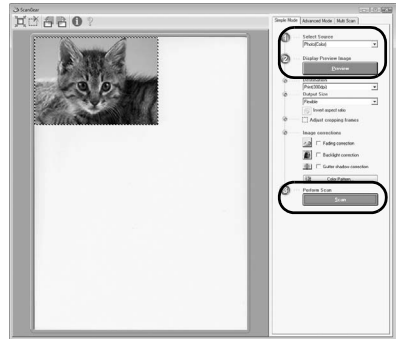 ScanGear
Simple Mode Advanced Mode Multi Scan
Select Source
Photo(Color)
Display Preview Image
Preview
Destination
Print(300dpi)
Output Size
Flexible
Invert aspect ratio
Adjust cropping frames
Image corrections
Fading correction
Backlight correction
Gutter shadow correction
Color Pattern...
Perform Scan
Scan